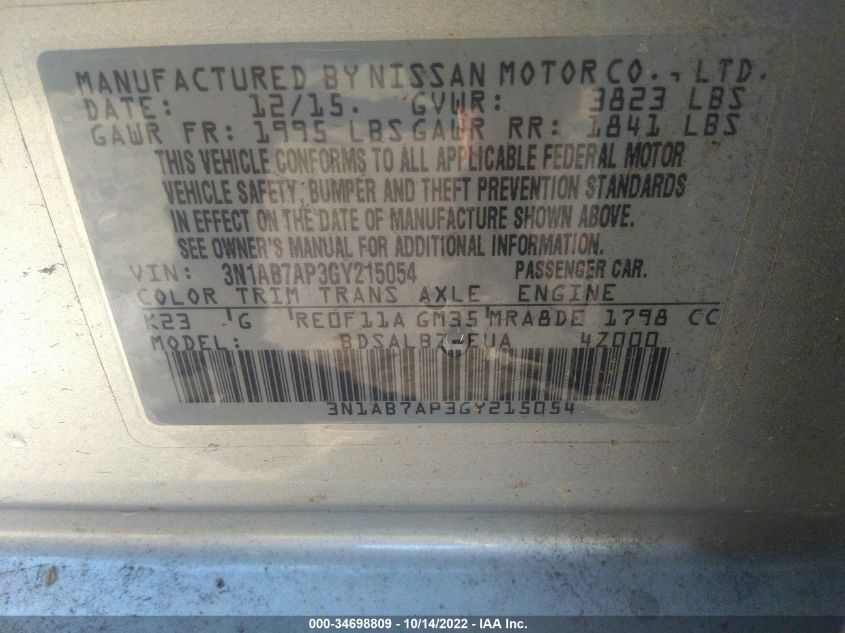 MANUFACTURED BY NISSAN MOTOR CO., LTD.
DATE: 12/15. GVWR: 3823 LBS
GAWR FR: 1995 LBS GAWR RR: 1841 LBS
THIS VEHICLE CONFORMS TO ALL APPLICABLE FEDERAL MOTOR
VEHICLE SAFETY, BUMPER AND THEFT PREVENTION STANDARDS
IN EFFECT ON THE DATE OF MANUFACTURE SHOWN ABOVE.
SEE OWNER'S MANUAL FOR ADDITIONAL INFORMATION.
VIN: 3N1AB7AP3GY215054 PASSENGER CAR.
COLOR TRIM TRANS AXLE ENGINE
K23 G RE0F11A GM35 MRA8DE 1798 CC
MODEL: 47000
3N1AB7AP3GY215054
000-34698809 - 10/14/2022 - IAA Inc.